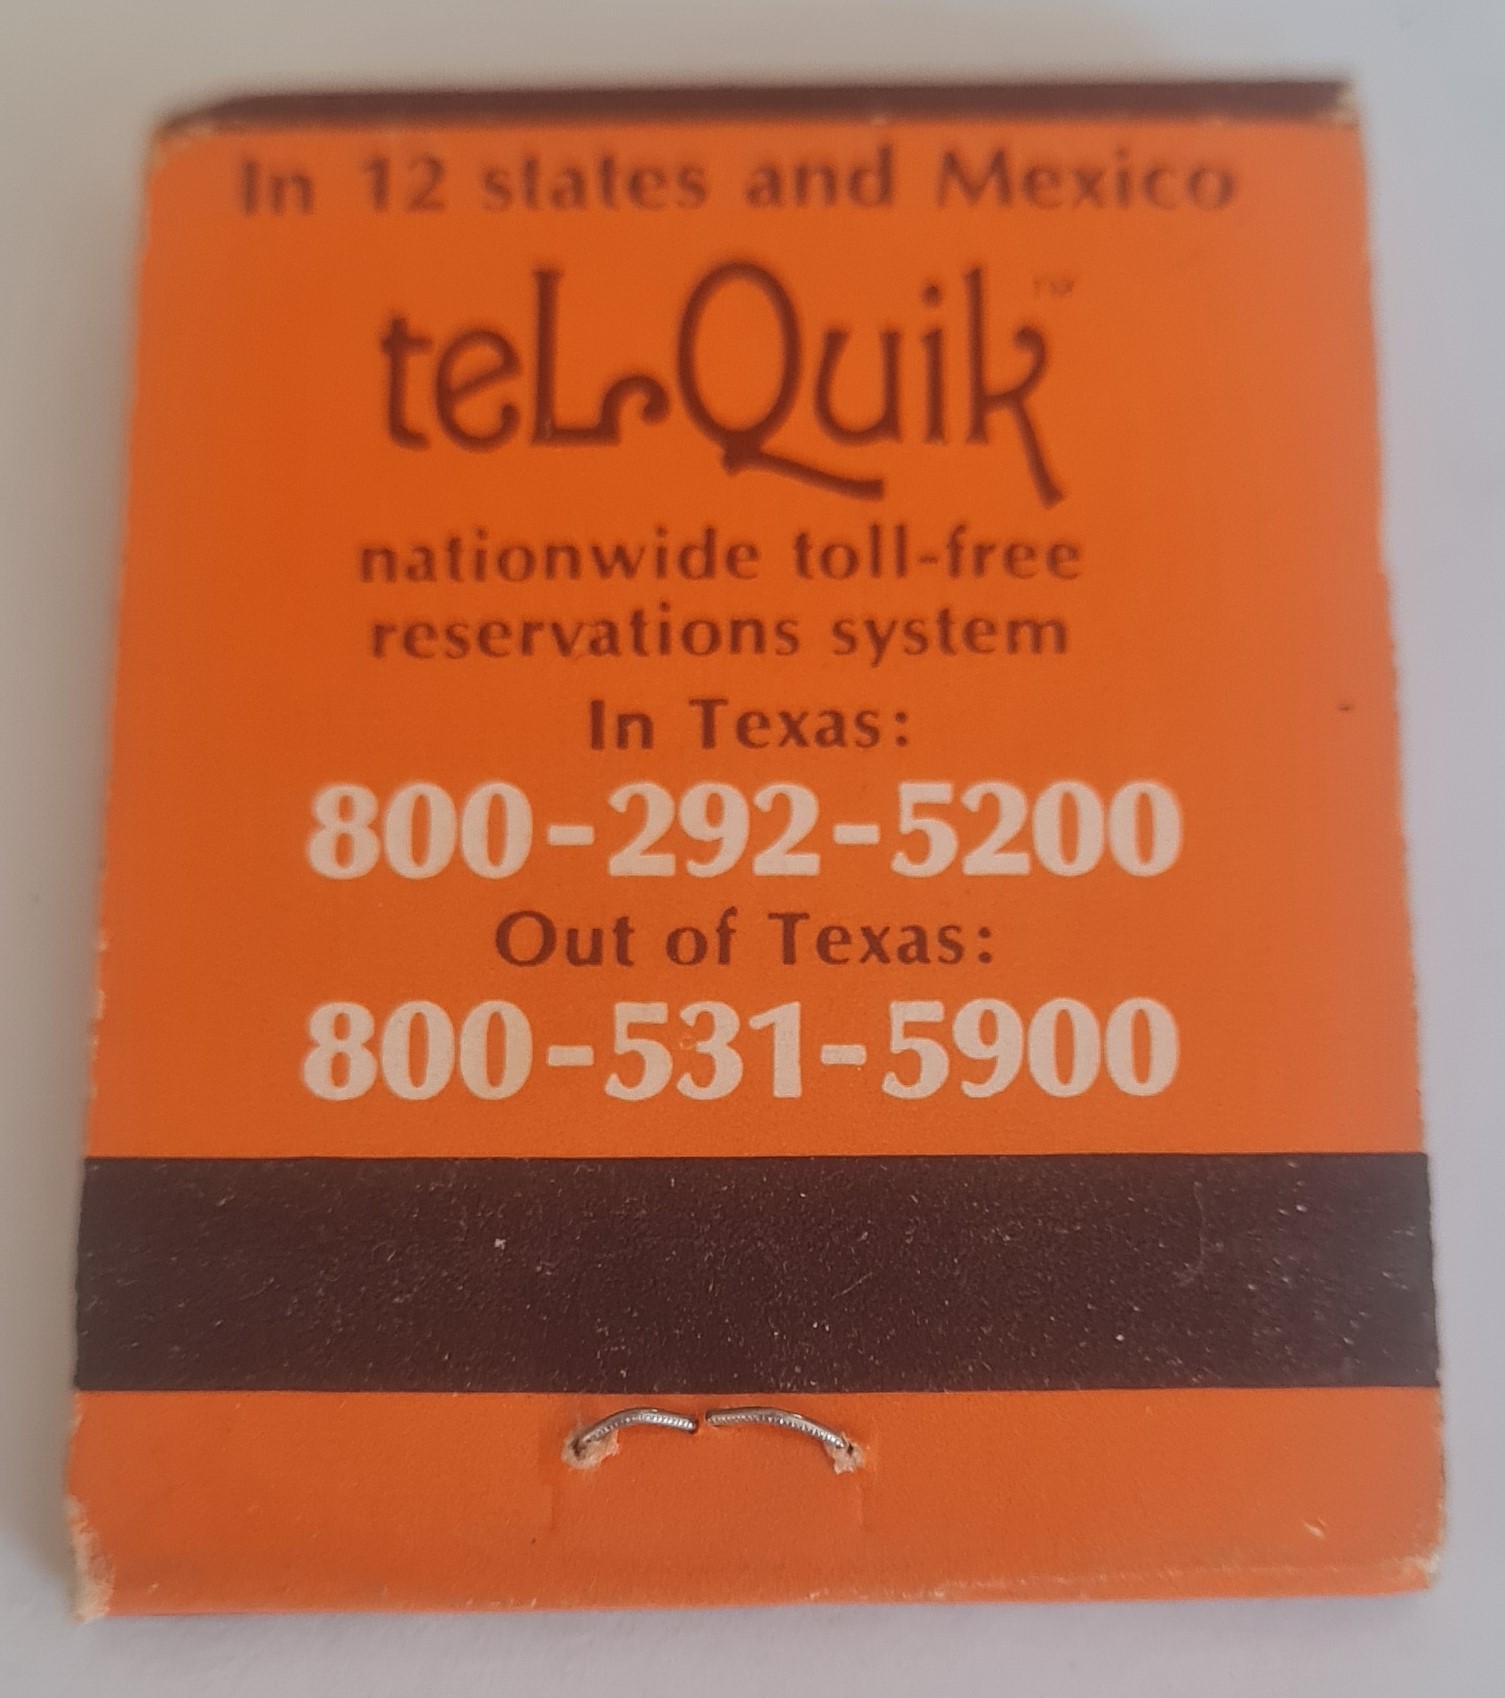 In 12 states and Mexico
teLQuik™
nationwide toll-free
reservations system
In Texas:
800-292-5200
Out of Texas:
800-531-5900